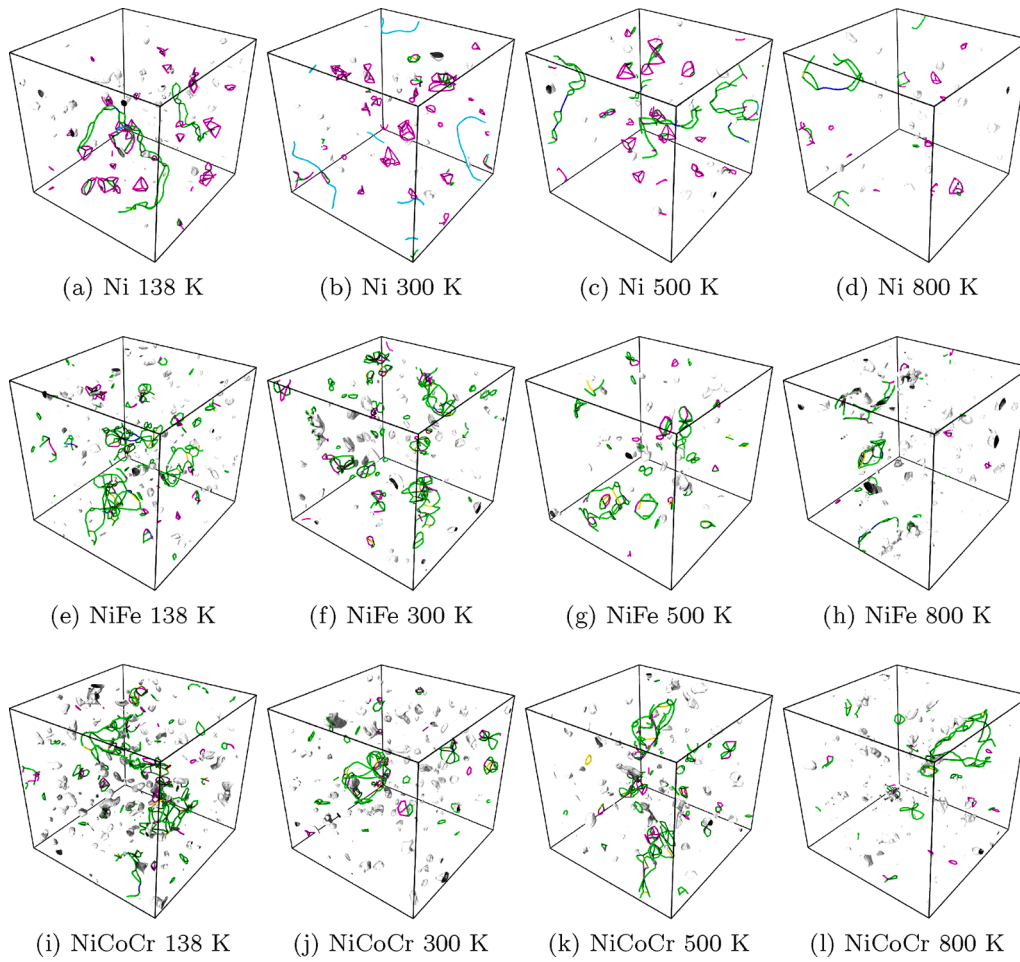 (a) Ni 138 K
(b) Ni 300 K
(c) Ni 500 K
(d) Ni 800 K
(e) NiFe 138 K
(f) NiFe 300 K
(g) NiFe 500 K
(h) NiFe 800 K
(i) NiCoCr 138 K
(j) NiCoCr 300 K
(k) NiCoCr 500 K
(l) NiCoCr 800 K